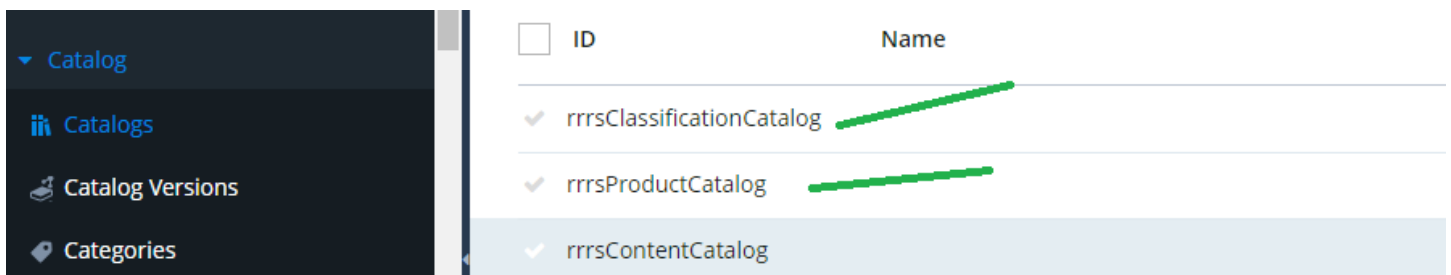 Catalog
Catalogs
Catalog Versions
Categories
ID Name
rrrsClassificationCatalog
rrrsProductCatalog
rrrsContentCatalog